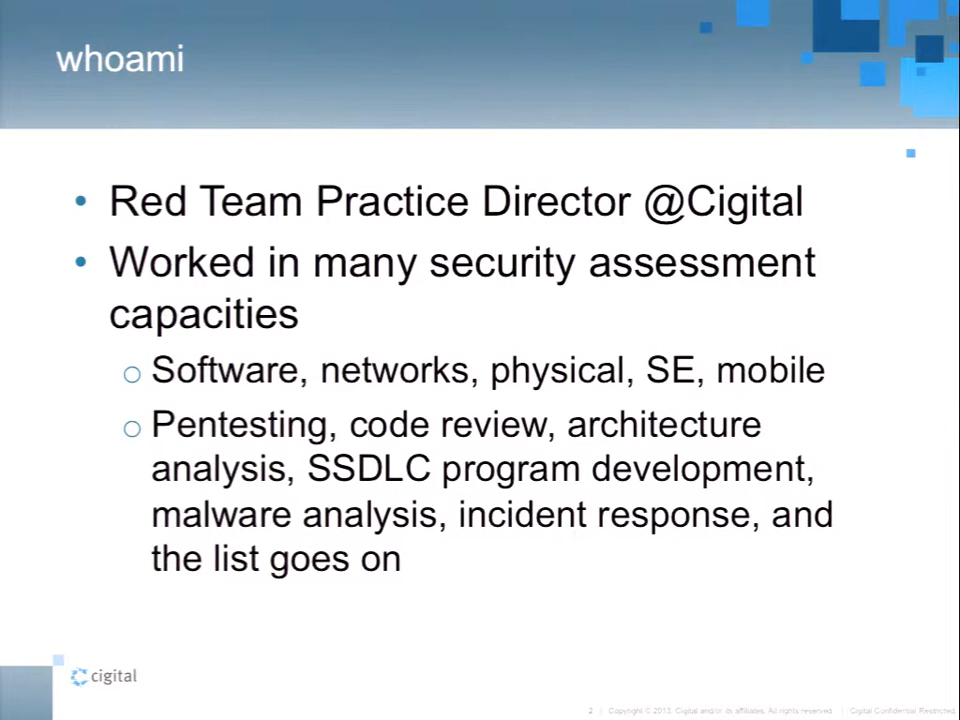 whoami
• Red Team Practice Director @Cigital
• Worked in many security assessment
capacities
○ Software, networks, physical, SE, mobile
○ Pentesting, code review, architecture
analysis, SSDLC program development,
malware analysis, incident response, and
the list goes on
cigital
2 | Copyright © 2013, Cigital and/or its affiliates. All rights reserved. | Cigital Confidential Restricted.